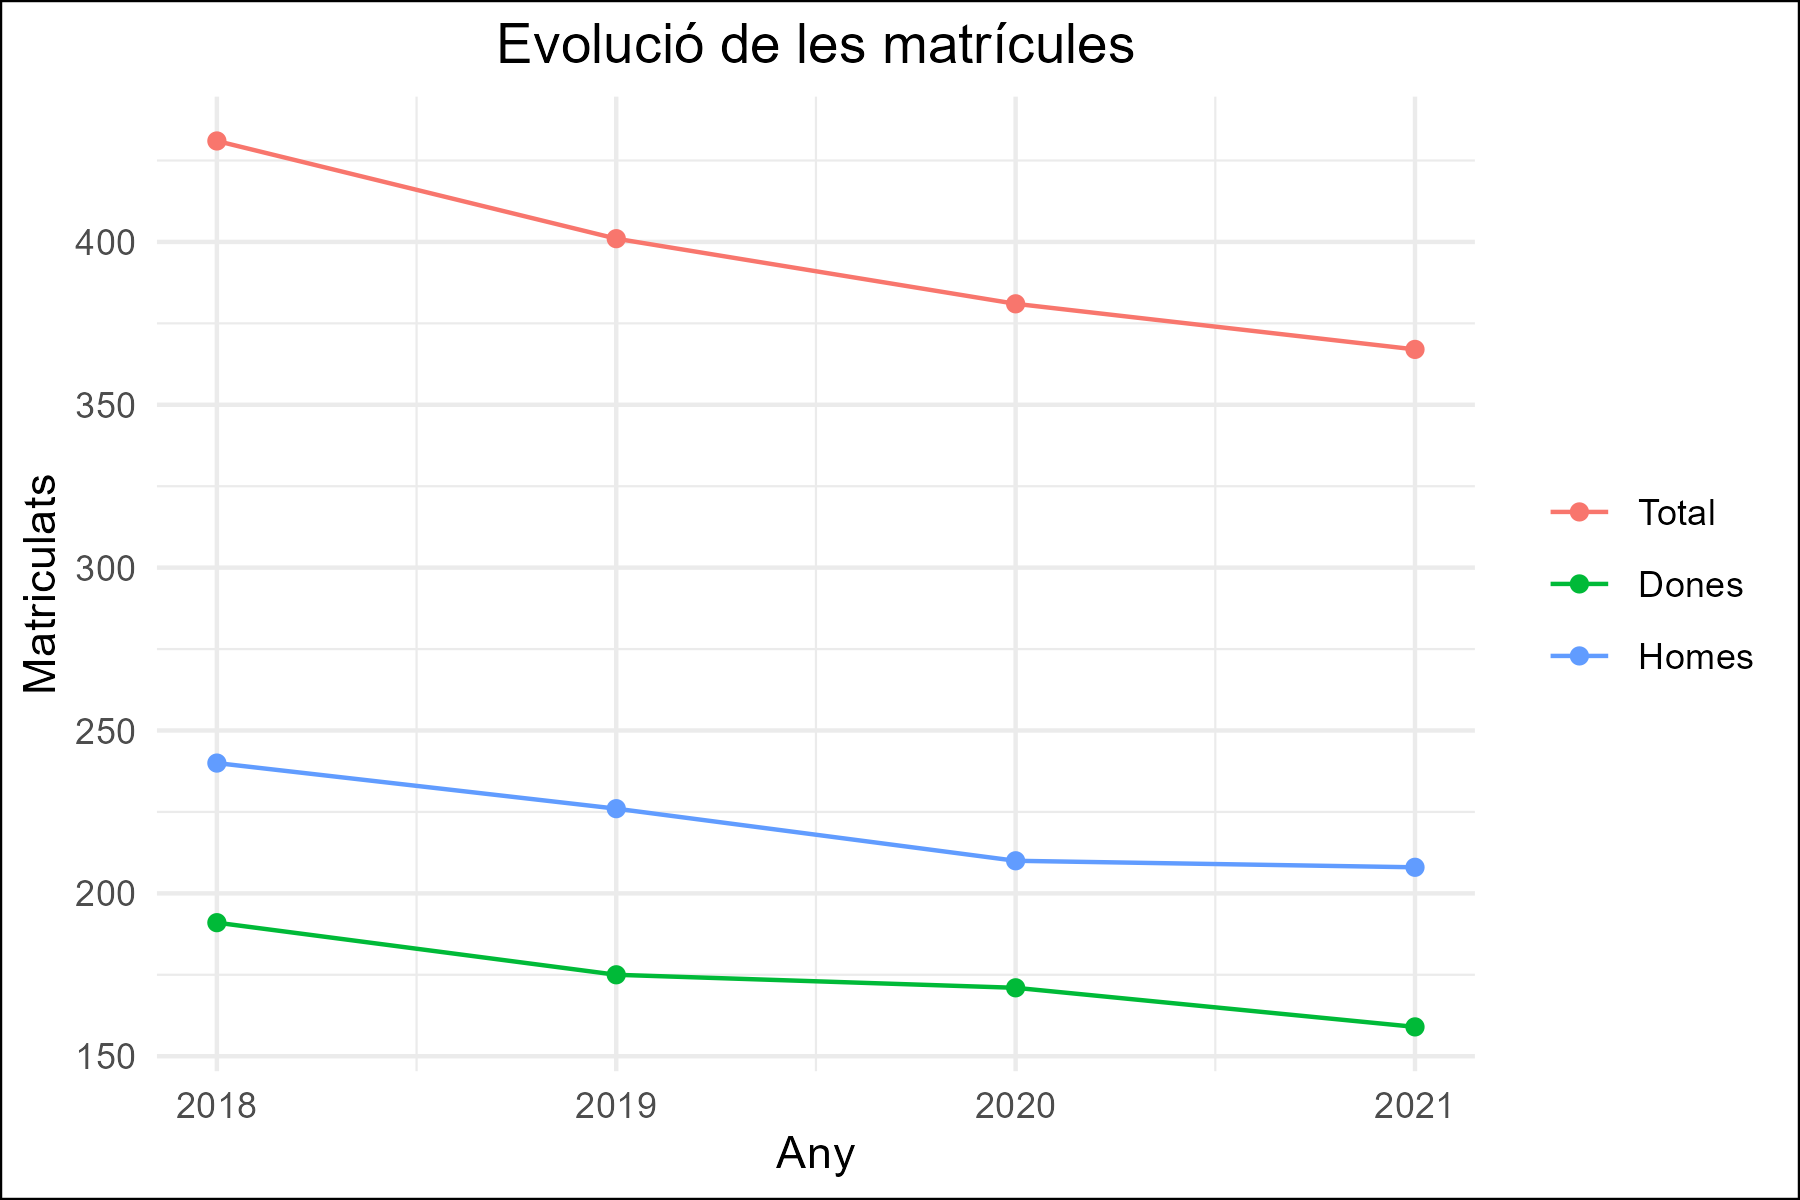 Evolució de les matrícules
Matriculats
400
350
300
250
200
150
2018 2019 2020 2021
Any
Total
Dones
Homes